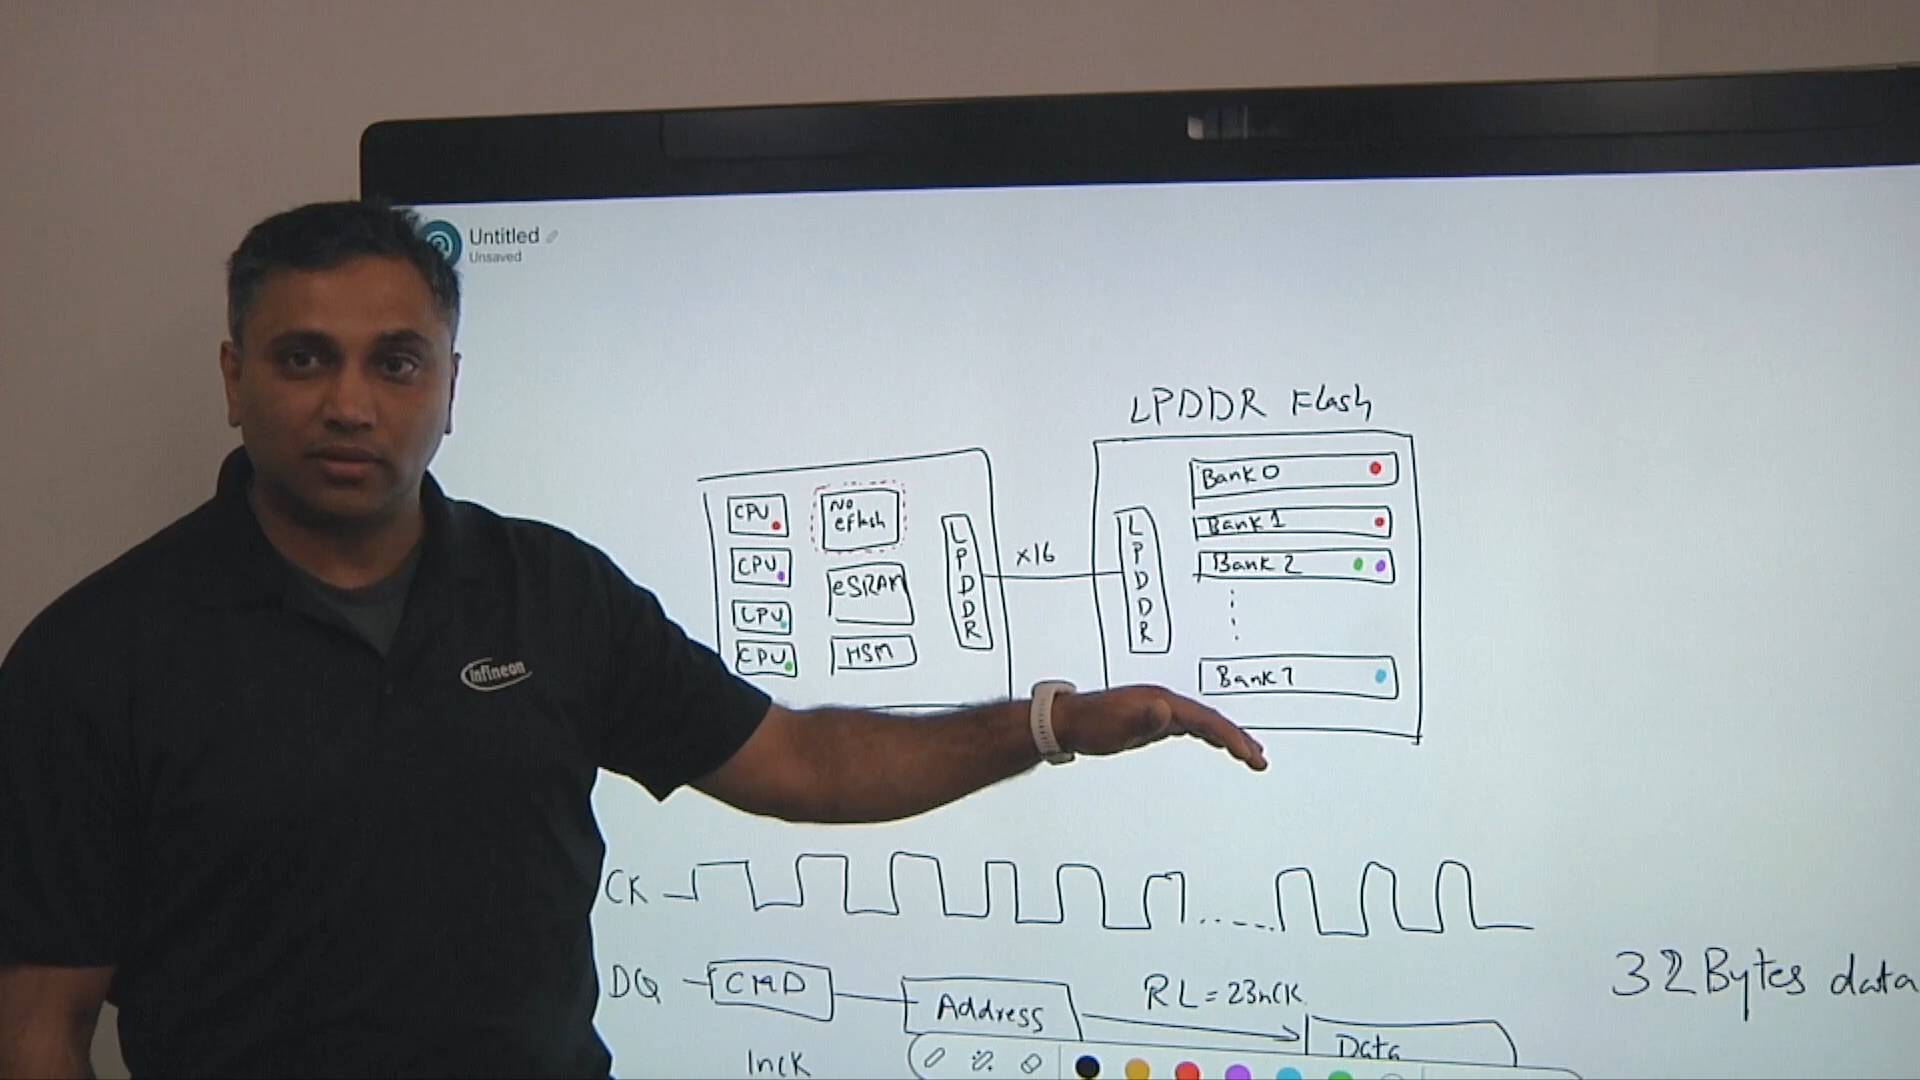 Untitled
Unsaved
LPDDR Flash
CPU
CPU
CPU
CPU
No
eFlash
eSRAM
HSM
LPDDR
x16
LPDDR
Bank 0
Bank 1
Bank 2
Bank 7
infineon
CK
DQ
CMD
Address
RL = 23nCK
Data
32 Bytes data
1nCK